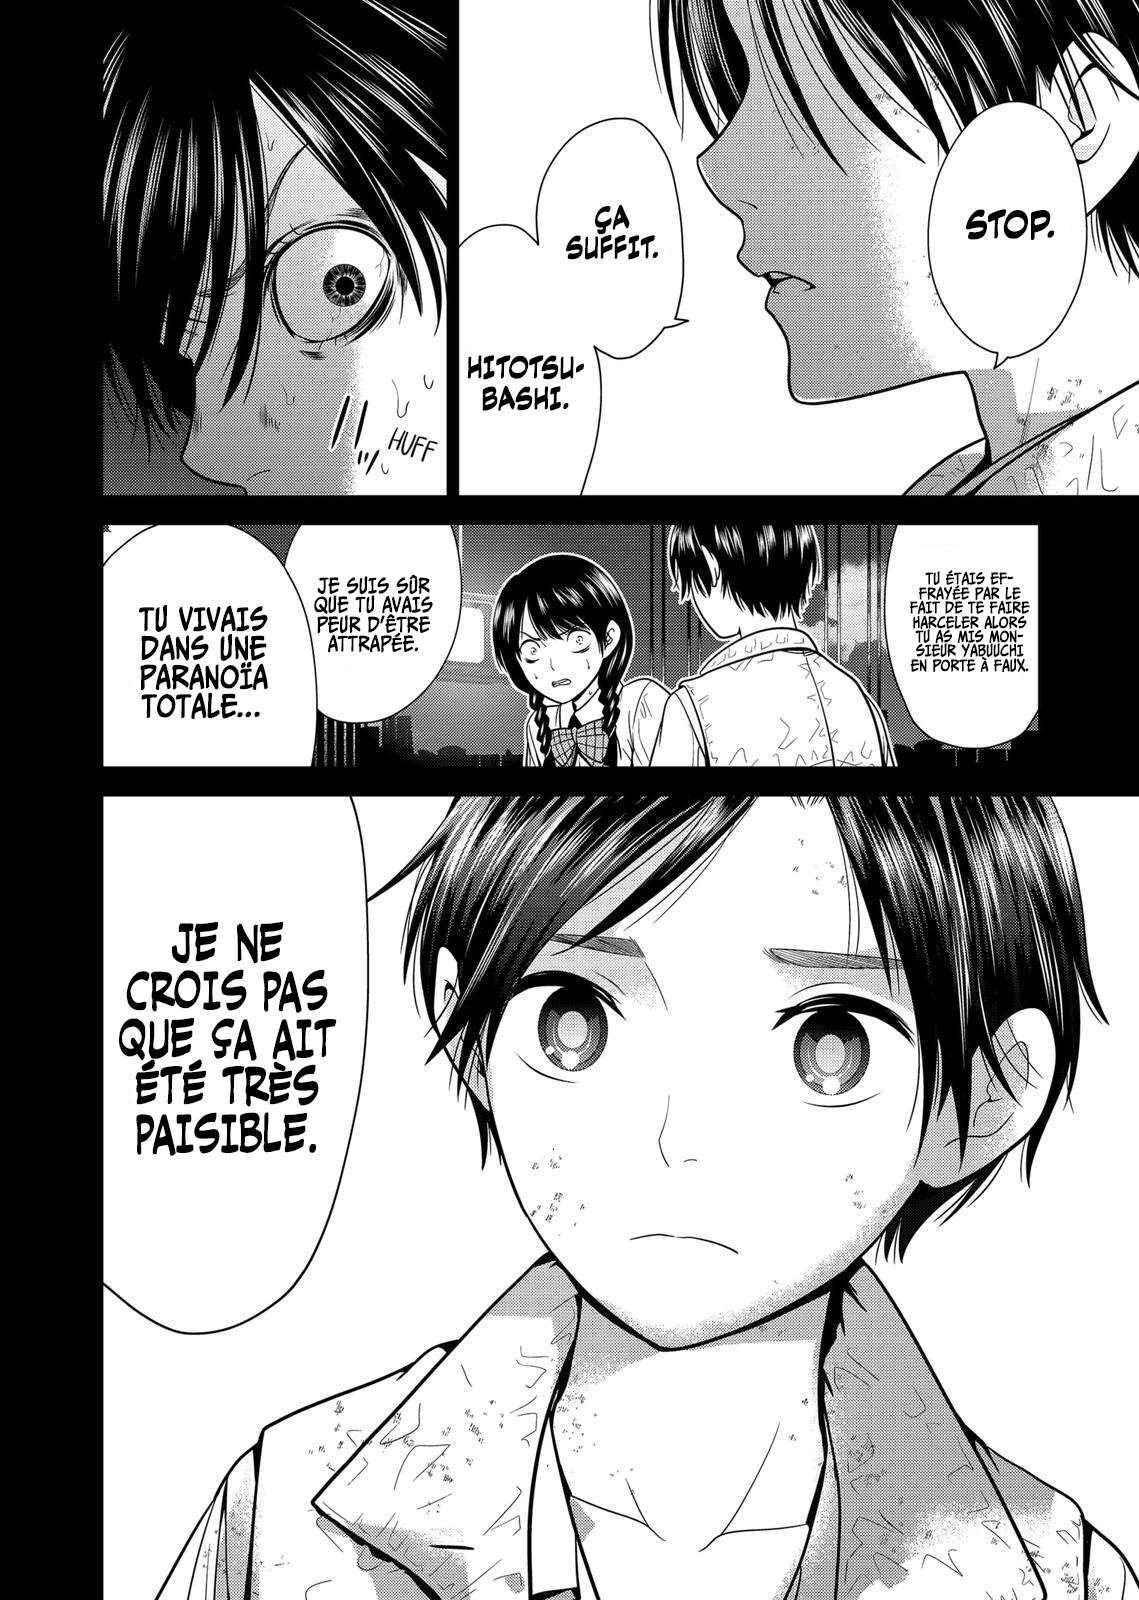 STOP.
ÇA
SUFFIT.
HITOTSU-
BASHI.
HUFF
TU ÉTAIS EF-
FRAYÉE PAR LE
FAIT DE TE FAIRE
HARCELER ALORS
TU AS MIS MON-
SIEUR YABUUCHI
EN PORTE À FAUX.
JE SUIS SÛR
QUE TU AVAIS
PEUR D'ÊTRE
ATTRAPÉE.
TU VIVAIS
DANS UNE
PARANOÏA
TOTALE...
JE NE
CROIS PAS
QUE ÇA AIT
ÉTÉ TRÈS
PAISIBLE.